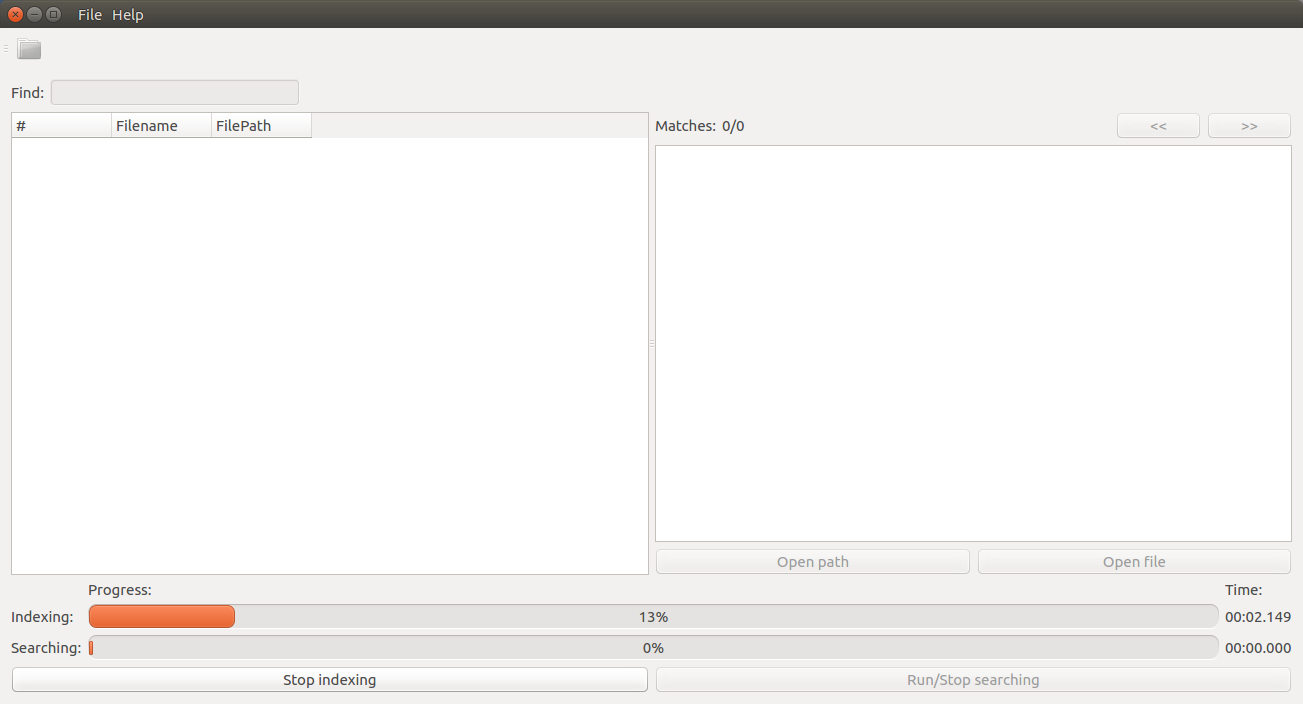 File Help
Find:
# Filename FilePath
Matches: 0/0 << >>
Open path Open file
Progress: Time:
Indexing: 13% 00:02.149
Searching: 0% 00:00.000
Stop indexing Run/Stop searching